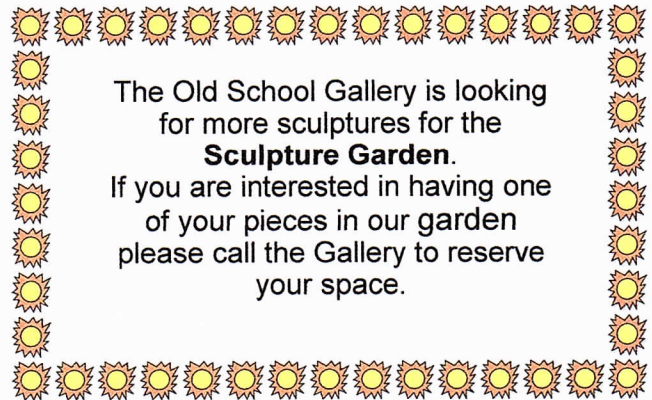 The Old School Gallery is looking
for more sculptures for the
Sculpture Garden.
If you are interested in having one
of your pieces in our garden
please call the Gallery to reserve
your space.